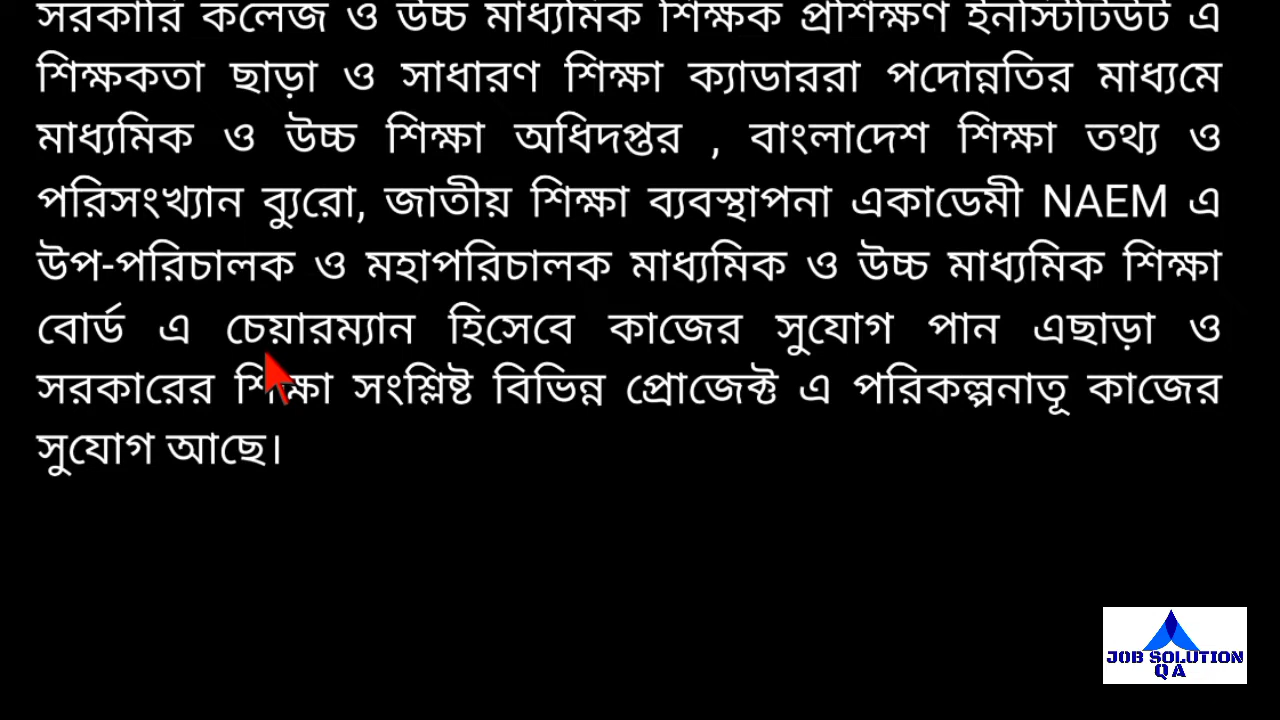 সরকারি কলেজ ও উচ্চ মাধ্যমিক শিক্ষক প্রশিক্ষণ ইনস্টিটিউট এ
শিক্ষকতা ছাড়া ও সাধারণ শিক্ষা ক্যাডাররা পদোন্নতির মাধ্যমে
মাধ্যমিক ও উচ্চ শিক্ষা অধিদপ্তর , বাংলাদেশ শিক্ষা তথ্য ও
পরিসংখ্যান ব্যুরো, জাতীয় শিক্ষা ব্যবস্থাপনা একাডেমী NAEM এ
উপ-পরিচালক ও মহাপরিচালক মাধ্যমিক ও উচ্চ মাধ্যমিক শিক্ষা
বোর্ড এ চেয়ারম্যান হিসেবে কাজের সুযোগ পান এছাড়া ও
সরকারের শিক্ষা সংশ্লিষ্ট বিভিন্ন প্রোজেক্ট এ পরিকল্পনাতূ কাজের
সুযোগ আছে।
JOB SOLUTION
QA